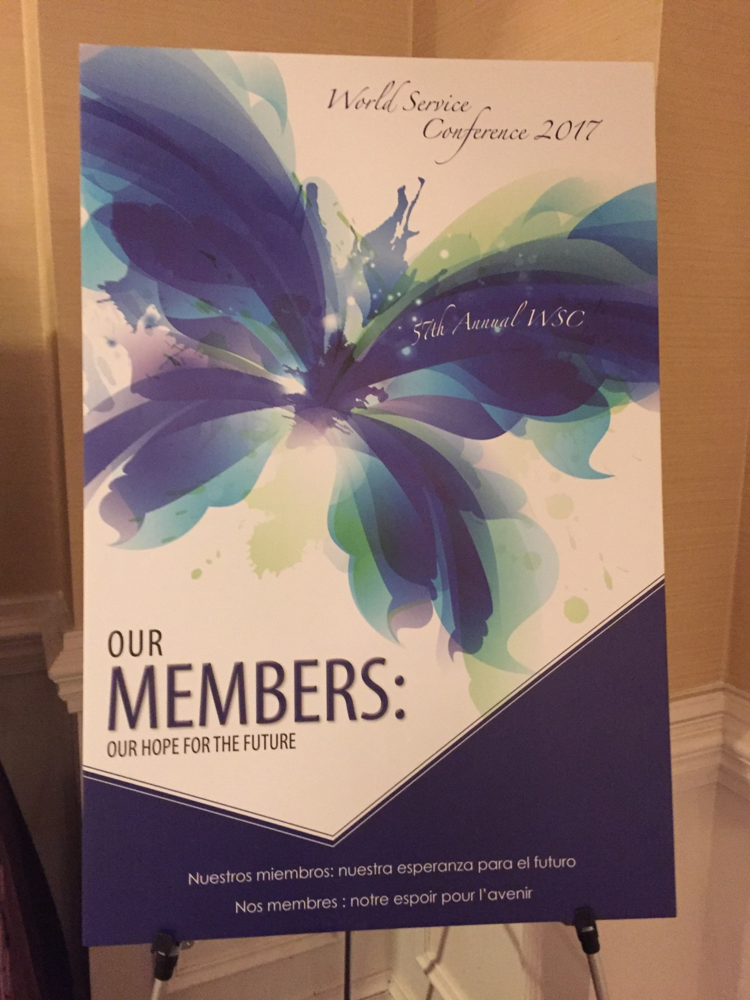 World Service
Conference 2017
57th Annual WSC
OUR
MEMBERS:
OUR HOPE FOR THE FUTURE
Nuestros miembros: nuestra esperanza para el futuro
Nos membres : notre espoir pour l'avenir